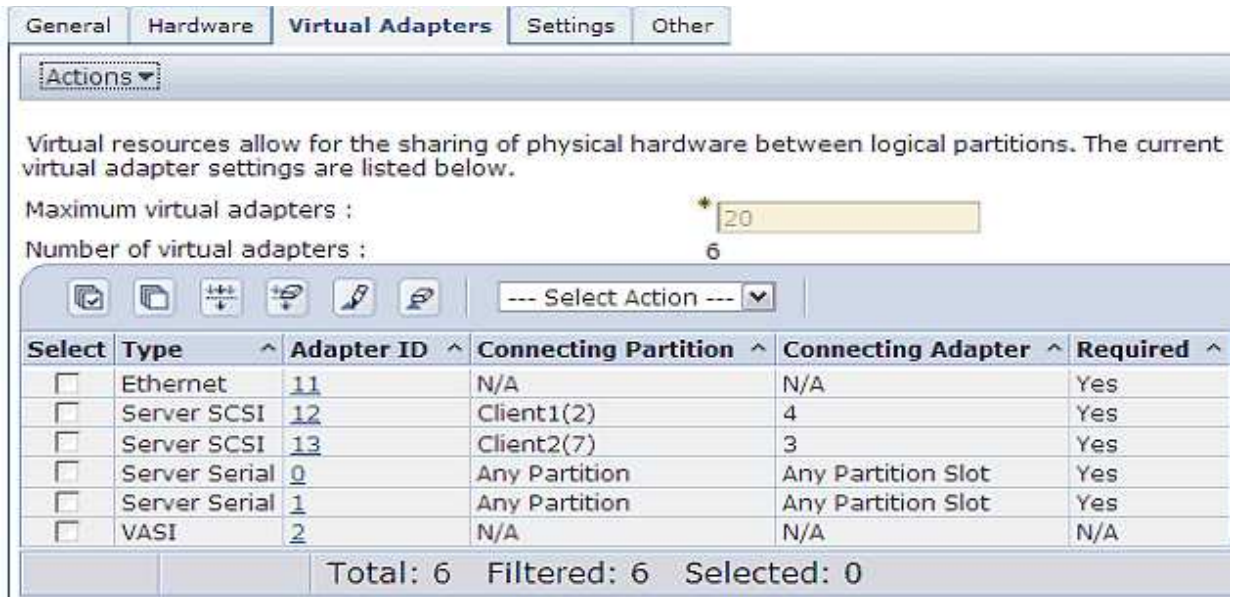 General Hardware Virtual Adapters Settings Other
Actions
Virtual resources allow for the sharing of physical hardware between logical partitions. The current
virtual adapter settings are listed below.
Maximum virtual adapters : * 20
Number of virtual adapters : 6
--- Select Action ---
Select Type ^ Adapter ID ^ Connecting Partition ^ Connecting Adapter ^ Required ^
Ethernet 11 N/A N/A Yes
Server SCSI 12 Client1(2) 4 Yes
Server SCSI 13 Client2(7) 3 Yes
Server Serial 0 Any Partition Any Partition Slot Yes
Server Serial 1 Any Partition Any Partition Slot Yes
VASI 2 N/A N/A N/A
Total: 6 Filtered: 6 Selected: 0